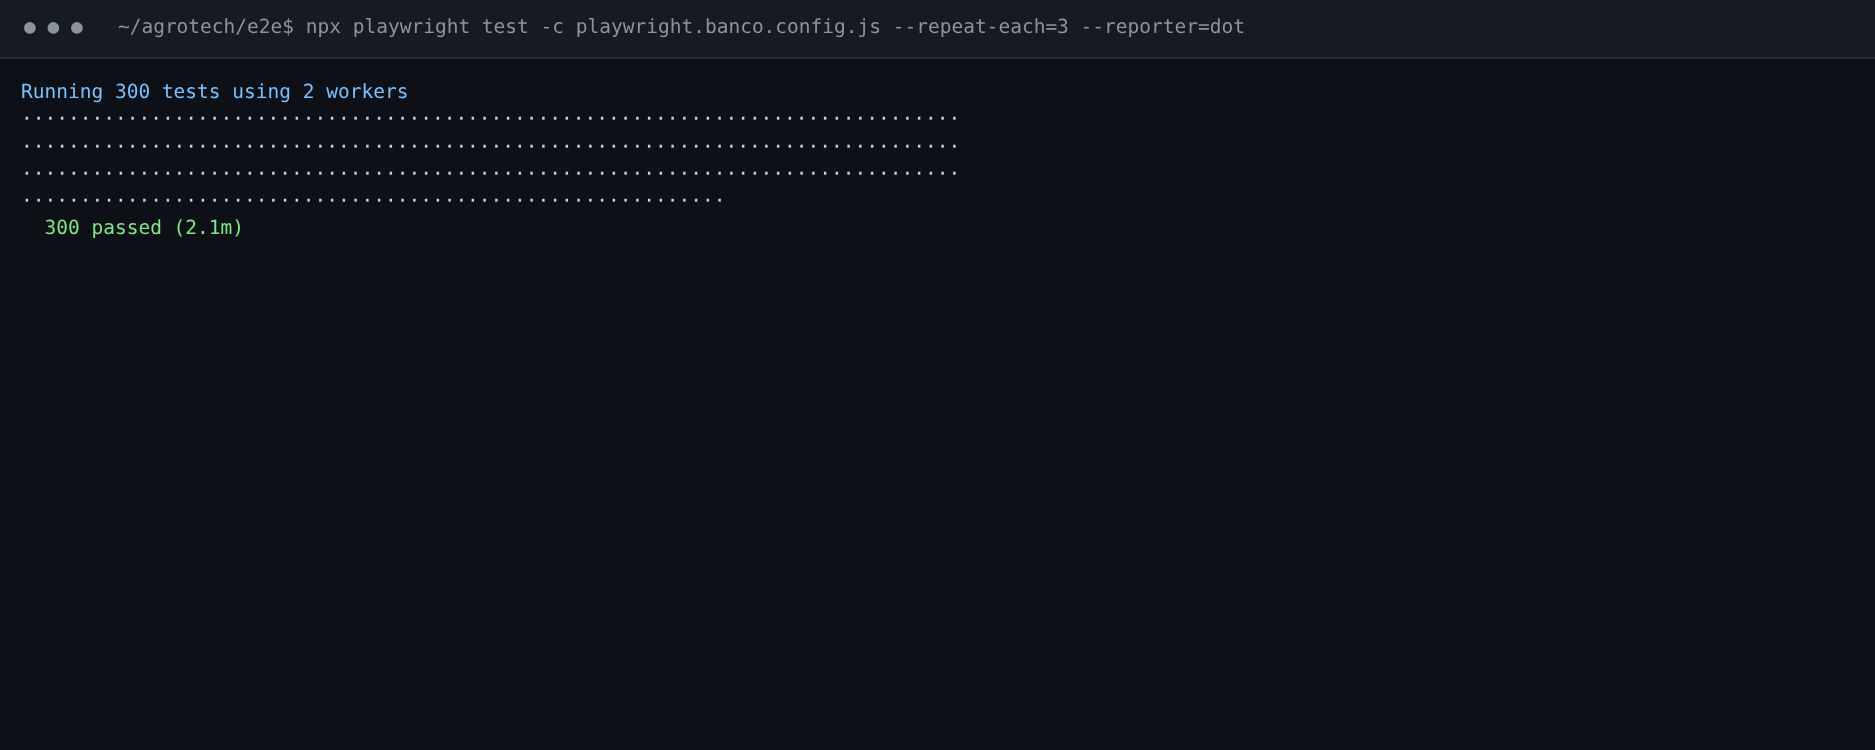 ~/agrotech/e2e$ npx playwright test -c playwright.banco.config.js --repeat-each=3 --reporter=dot
Running 300 tests using 2 workers
················································································
················································································
················································································
····························································
300 passed (2.1m)